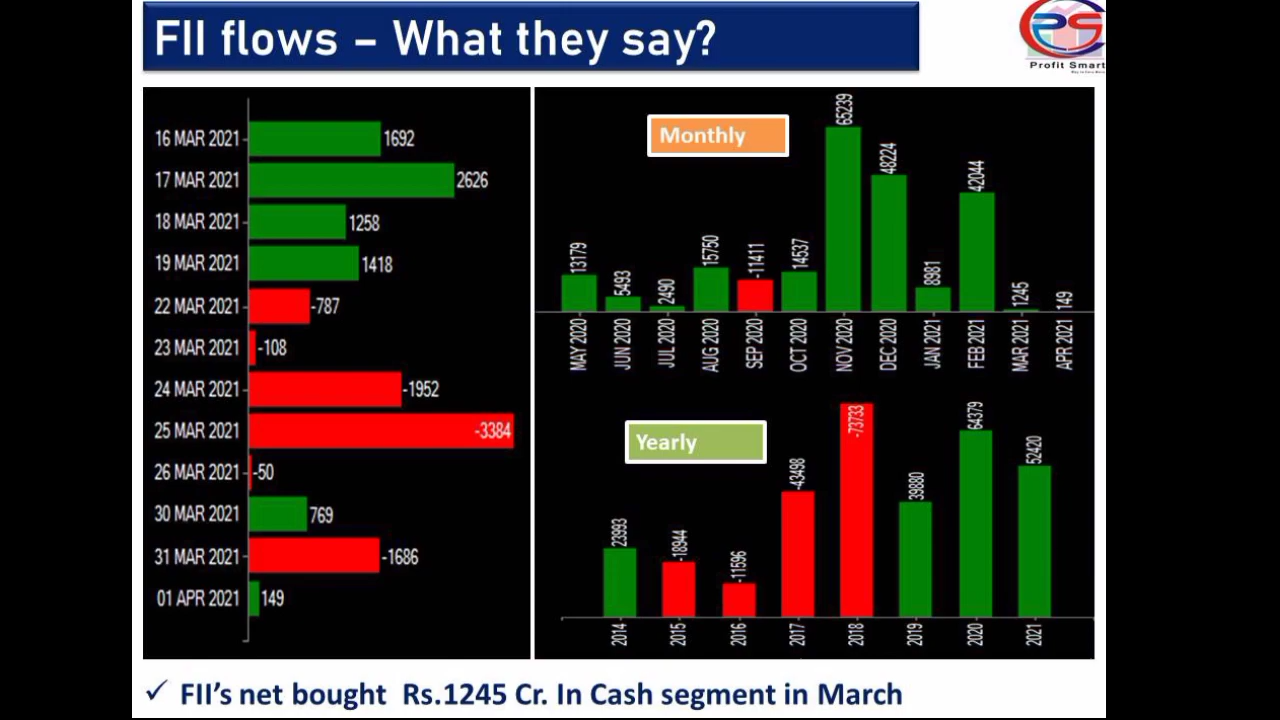 FII flows – What they say?
Profit Smart
16 MAR 2021 1692
17 MAR 2021 2626
18 MAR 2021 1258
19 MAR 2021 1418
22 MAR 2021 -787
23 MAR 2021 -108
24 MAR 2021 -1952
25 MAR 2021 -3384
26 MAR 2021 -50
30 MAR 2021 769
31 MAR 2021 -1686
01 APR 2021 149
Monthly
13179 5493 2490 15750 -11411 14537 65239 48224 8981 42044 1245 149
MAY 2020 JUN 2020 JUL 2020 AUG 2020 SEP 2020 OCT 2020 NOV 2020 DEC 2020 JAN 2021 FEB 2021 MAR 2021 APR 2021
Yearly
23993 -18944 -11596 -43498 -73733 39880 64379 52420
2014 2015 2016 2017 2018 2019 2020 2021
✓ FII's net bought Rs.1245 Cr. In Cash segment in March